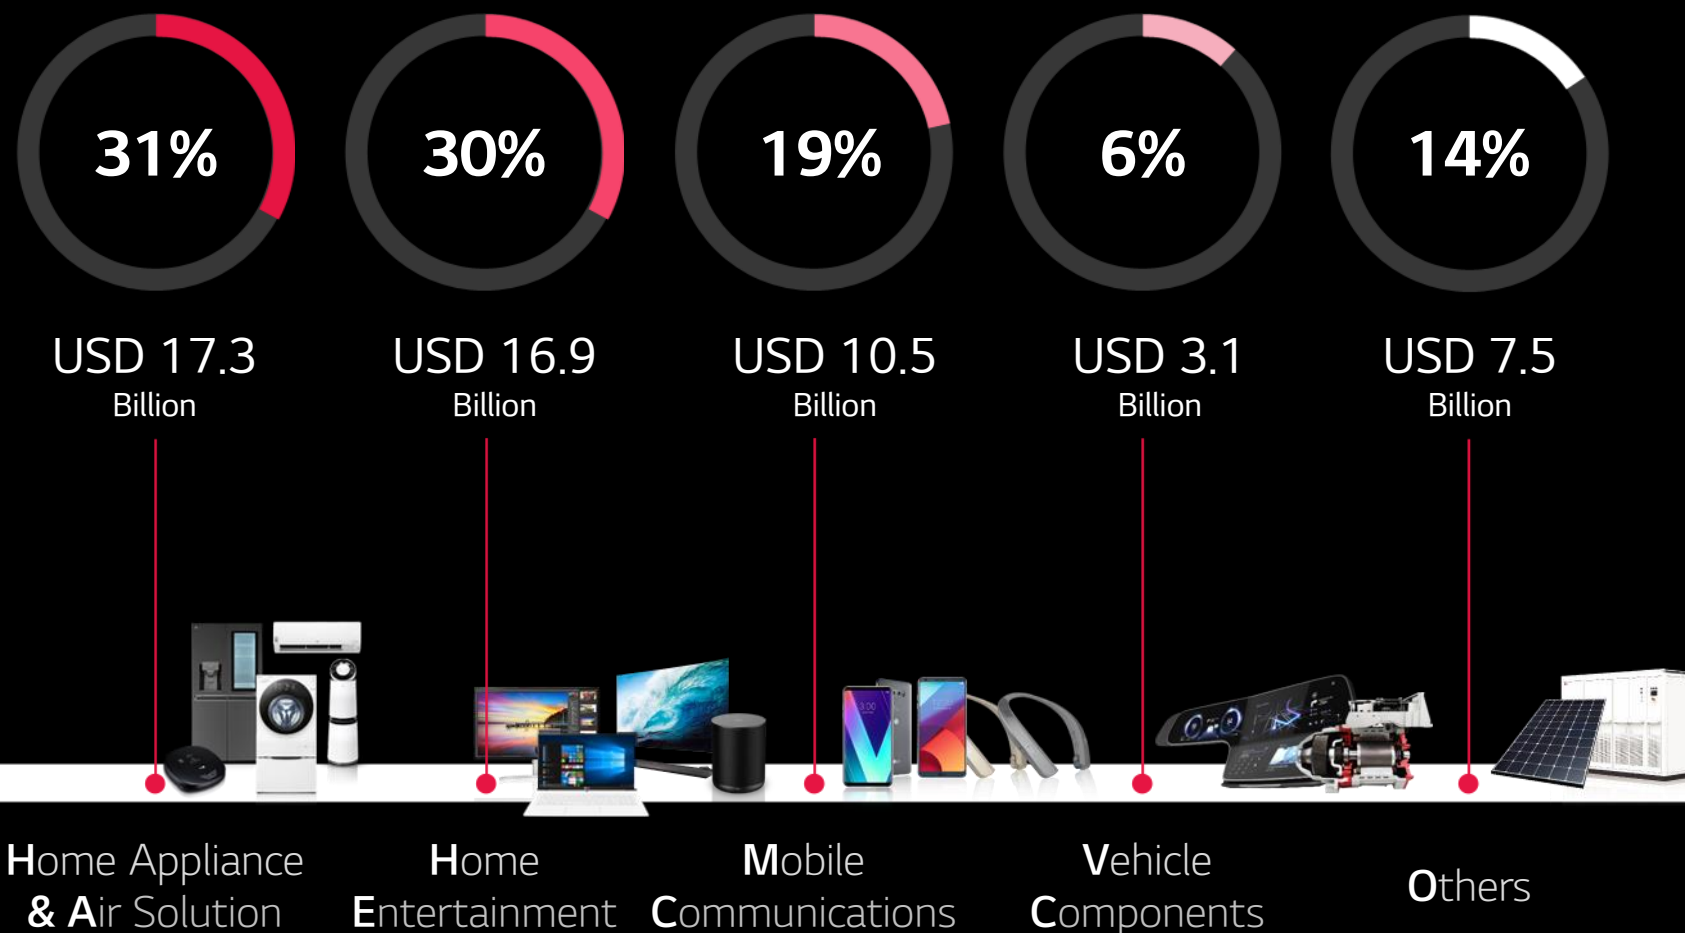 31%
30%
19%
6%
14%
USD 17.3
Billion
USD 16.9
Billion
USD 10.5
Billion
USD 3.1
Billion
USD 7.5
Billion
Home Appliance
& Air Solution
Home
Entertainment
Mobile
Communications
Vehicle
Components
Others